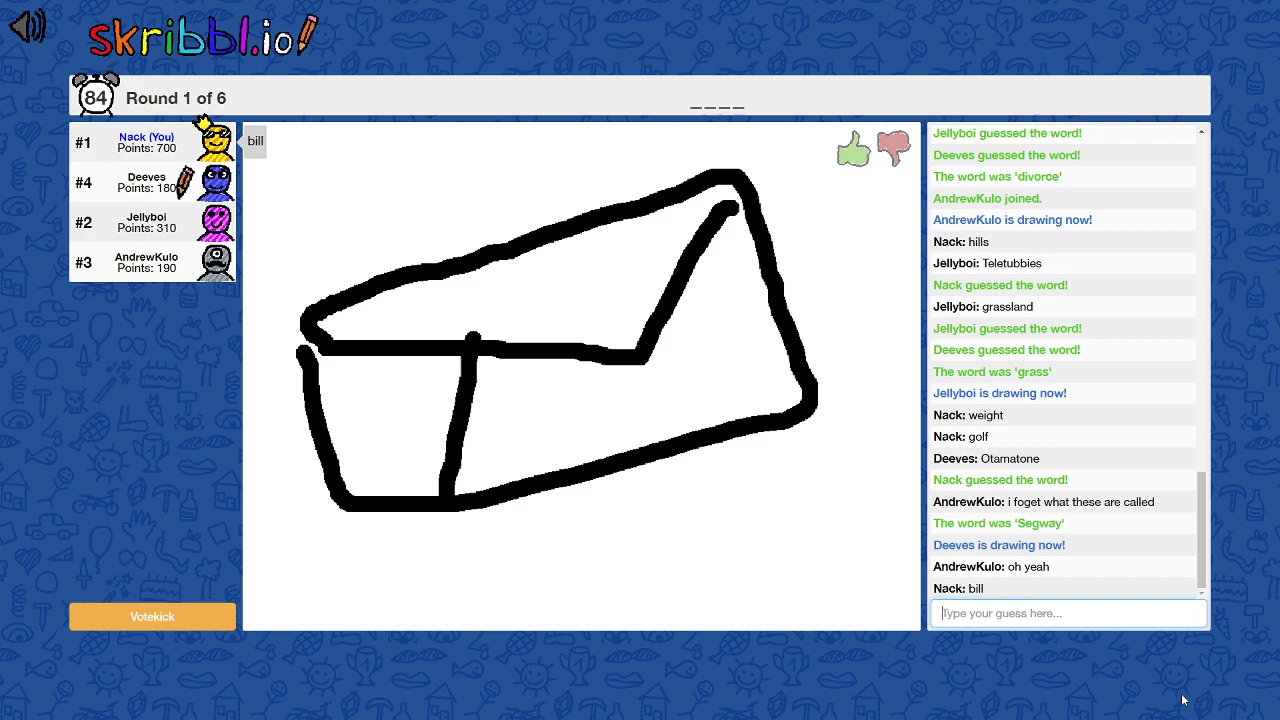 skribbl.io
84
Round 1 of 6
_ _ _ _
#1
Nack (You)
Points: 700
bill
#4
Deeves
Points: 180
#2
Jellyboi
Points: 310
#3
AndrewKulo
Points: 190
Votekick
Jellyboi guessed the word!
Deeves guessed the word!
The word was 'divorce'
AndrewKulo joined.
AndrewKulo is drawing now!
Nack: hills
Jellyboi: Teletubbies
Nack guessed the word!
Jellyboi: grassland
Jellyboi guessed the word!
Deeves guessed the word!
The word was 'grass'
Jellyboi is drawing now!
Nack: weight
Nack: golf
Deeves: Otamatone
Nack guessed the word!
AndrewKulo: i foget what these are called
The word was 'Segway'
Deeves is drawing now!
AndrewKulo: oh yeah
Nack: bill
Type your guess here...